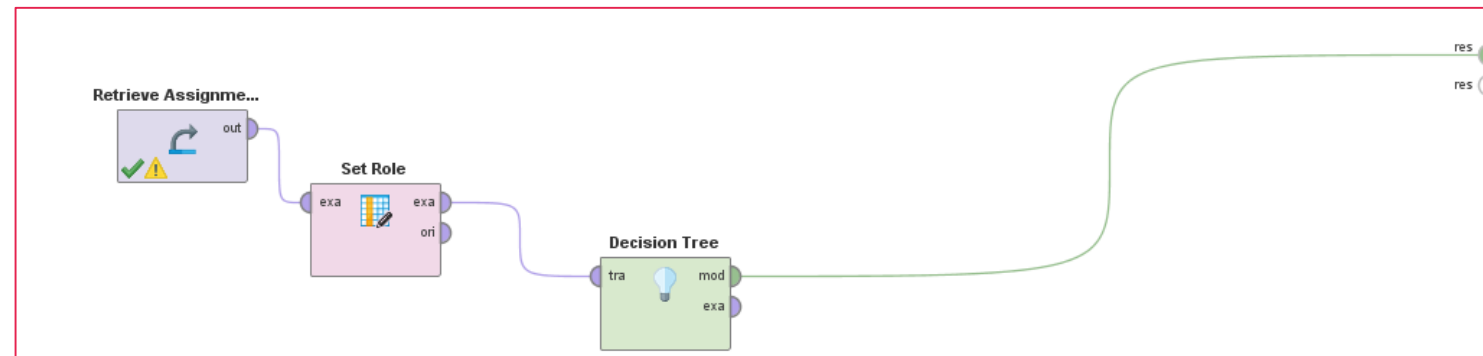 res
res
Retrieve Assignme...
out
Set Role
exa
exa
ori
Decision Tree
tra
mod
exa